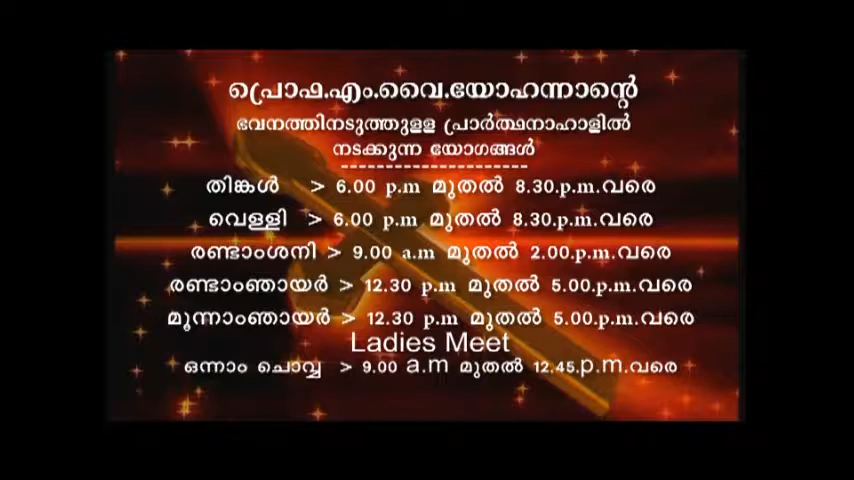 പ്രൊഫ.എം.വൈ.യോഹന്നാന്റെ
ഭവനത്തിനടുത്തുളള പ്രാർത്ഥനാഹാളിൽ
നടക്കുന്ന യോഗങ്ങൾ
---------------------
തിങ്കൾ > 6.00 p.m മുതൽ 8.30.p.m.വരെ
വെള്ളി > 6.00 p.m മുതൽ 8.30.p.m.വരെ
രണ്ടാംശനി > 9.00 a.m മുതൽ 2.00.p.m.വരെ
രണ്ടാംഞായർ > 12.30 p.m മുതൽ 5.00.p.m.വരെ
മൂന്നാംഞായർ > 12.30 p.m മുതൽ 5.00.p.m.വരെ
Ladies Meet
ഒന്നാം ചൊവ്വ > 9.00 a.m മുതൽ 12.45.p.m.വരെ